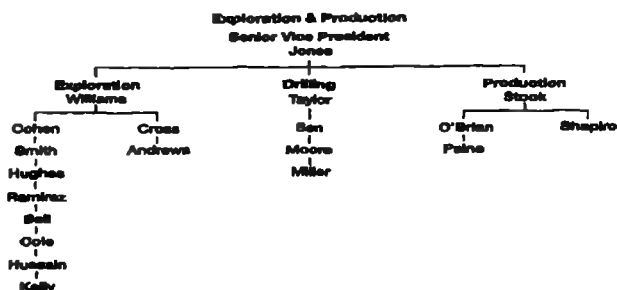 Exploration & Production
Senior Vice President
Jones
Exploration Drilling Production
Williams Taylor Stock
Cohen Cross Sen O'Brian Shapiro
Smith Andrews Moore Paine
Hughes Miller
Ramirez
Bell
Cole
Hussain
Kelly